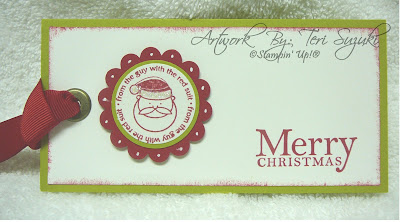 Artwork By: Teri Suzuki
©Stampin' Up!®
from the guy with the red suit • from the guy with the red suit •
Merry
CHRISTMAS